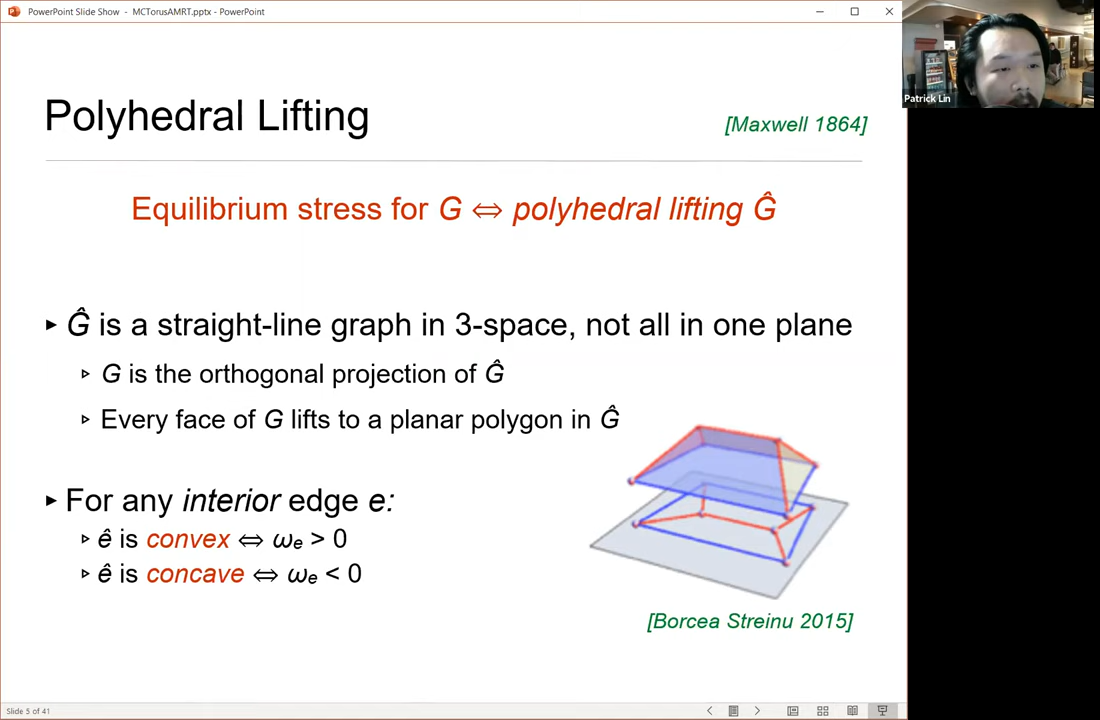 PowerPoint Slide Show - MCTorusAMRT.pptx - PowerPoint
Patrick Lin
Polyhedral Lifting
[Maxwell 1864]
Equilibrium stress for G ⇔ polyhedral lifting Ĝ
▸ Ĝ is a straight-line graph in 3-space, not all in one plane
▹ G is the orthogonal projection of Ĝ
▹ Every face of G lifts to a planar polygon in Ĝ
▸ For any interior edge e:
▹ ê is convex ⇔ ωₑ > 0
▹ ê is concave ⇔ ωₑ < 0
[Borcea Streinu 2015]
Slide 5 of 41